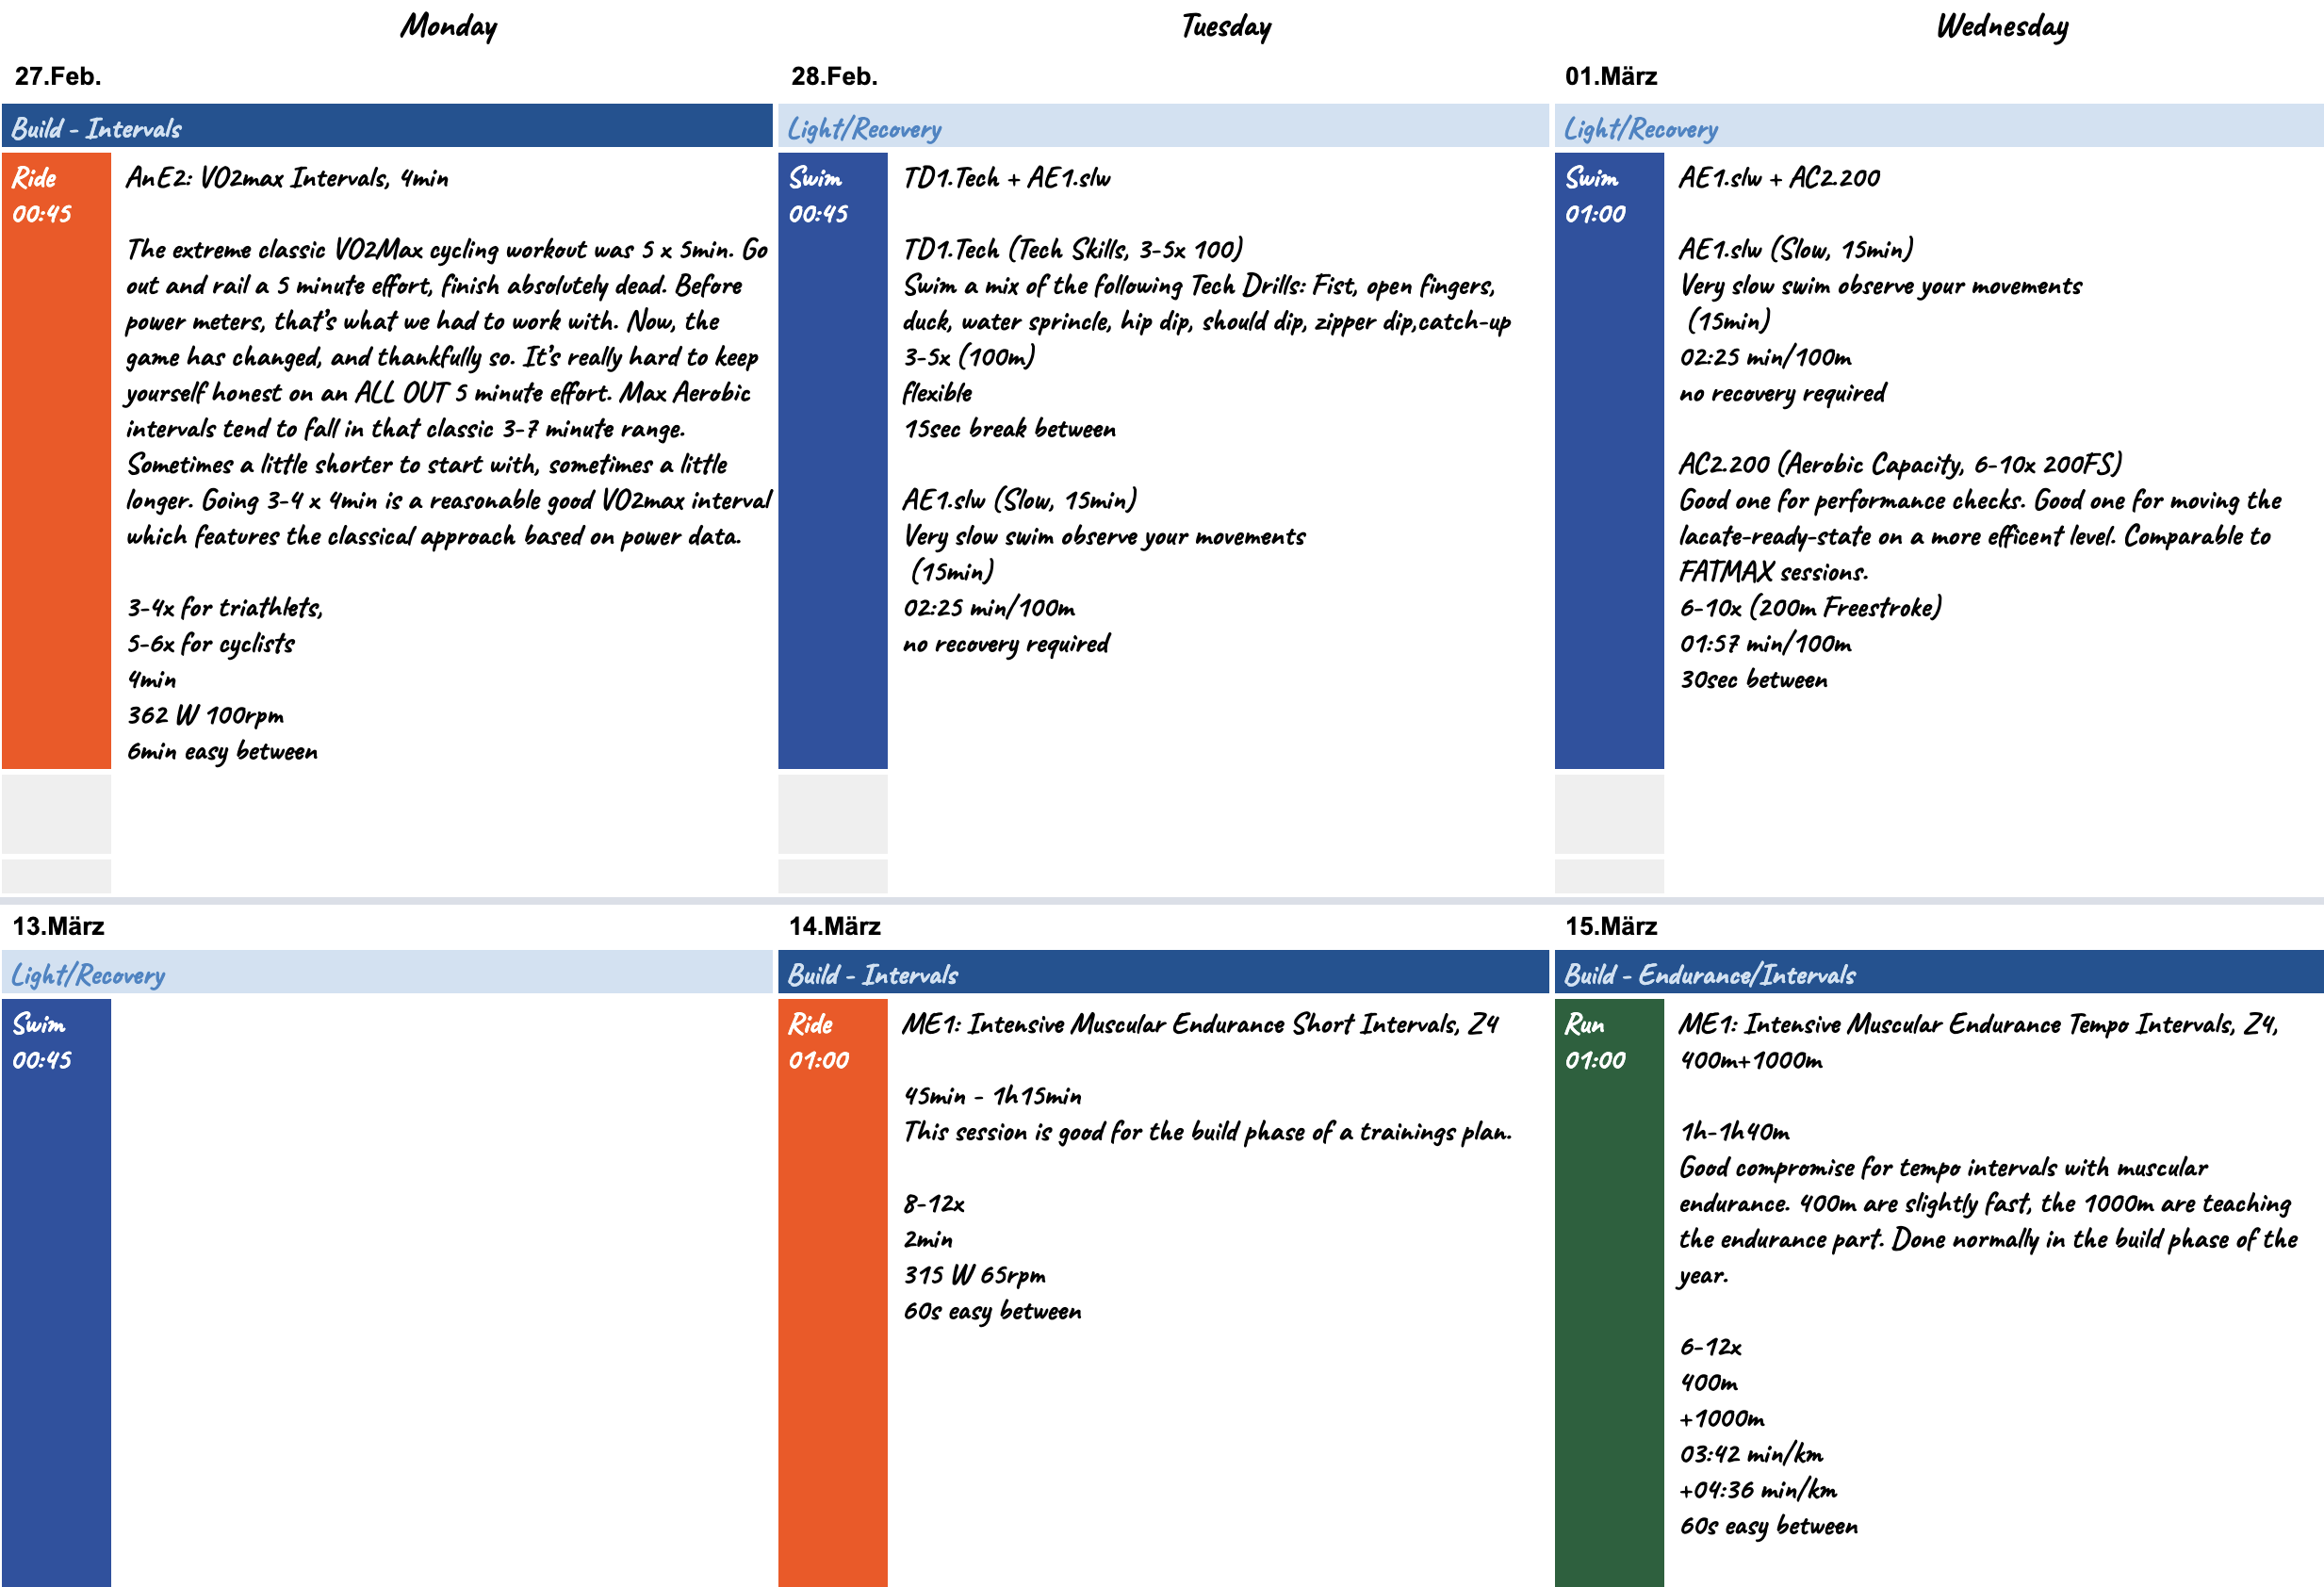 Monday
Tuesday
Wednesday
27.Feb.
28.Feb.
01.März
Build - Intervals
Light/Recovery
Light/Recovery
Ride
00:45
AnE2: VO2max Intervals, 4min
The extreme classic VO2Max cycling workout was 5 x 5min. Go
out and rail a 5 minute effort, finish absolutely dead. Before
power meters, that's what we had to work with. Now, the
game has changed, and thankfully so. It's really hard to keep
yourself honest on an ALL OUT 5 minute effort. Max Aerobic
intervals tend to fall in that classic 3-7 minute range.
Sometimes a little shorter to start with, sometimes a little
longer. Going 3-4 x 4min is a reasonable good VO2max interval
which features the classical approach based on power data.
3-4x for triathlets,
5-6x for cyclists
4min
362 W 100rpm
6min easy between
Swim
00:45
TD1.Tech + AE1.slw
TD1.Tech (Tech Skills, 3-5x 100)
Swim a mix of the following Tech Drills: Fist, open fingers,
duck, water sprincle, hip dip, should dip, zipper dip,catch-up
3-5x (100m)
flexible
15sec break between
AE1.slw (Slow, 15min)
Very slow swim observe your movements
(15min)
02:25 min/100m
no recovery required
Swim
01:00
AE1.slw + AC2.200
AE1.slw (Slow, 15min)
Very slow swim observe your movements
(15min)
02:25 min/100m
no recovery required
AC2.200 (Aerobic Capacity, 6-10x 200FS)
Good one for performance checks. Good one for moving the
lacate-ready-state on a more efficent level. Comparable to
FATMAX sessions.
6-10x (200m Freestroke)
01:57 min/100m
30sec between
13.März
14.März
15.März
Light/Recovery
Build - Intervals
Build - Endurance/Intervals
Swim
00:45
Ride
01:00
ME1: Intensive Muscular Endurance Short Intervals, Z4
45min - 1h15min
This session is good for the build phase of a trainings plan.
8-12x
2min
315 W 65rpm
60s easy between
Run
01:00
ME1: Intensive Muscular Endurance Tempo Intervals, Z4,
400m+1000m
1h-1h40m
Good compromise for tempo intervals with muscular
endurance. 400m are slightly fast, the 1000m are teaching
the endurance part. Done normally in the build phase of the
year.
6-12x
400m
+1000m
03:42 min/km
+04:36 min/km
60s easy between